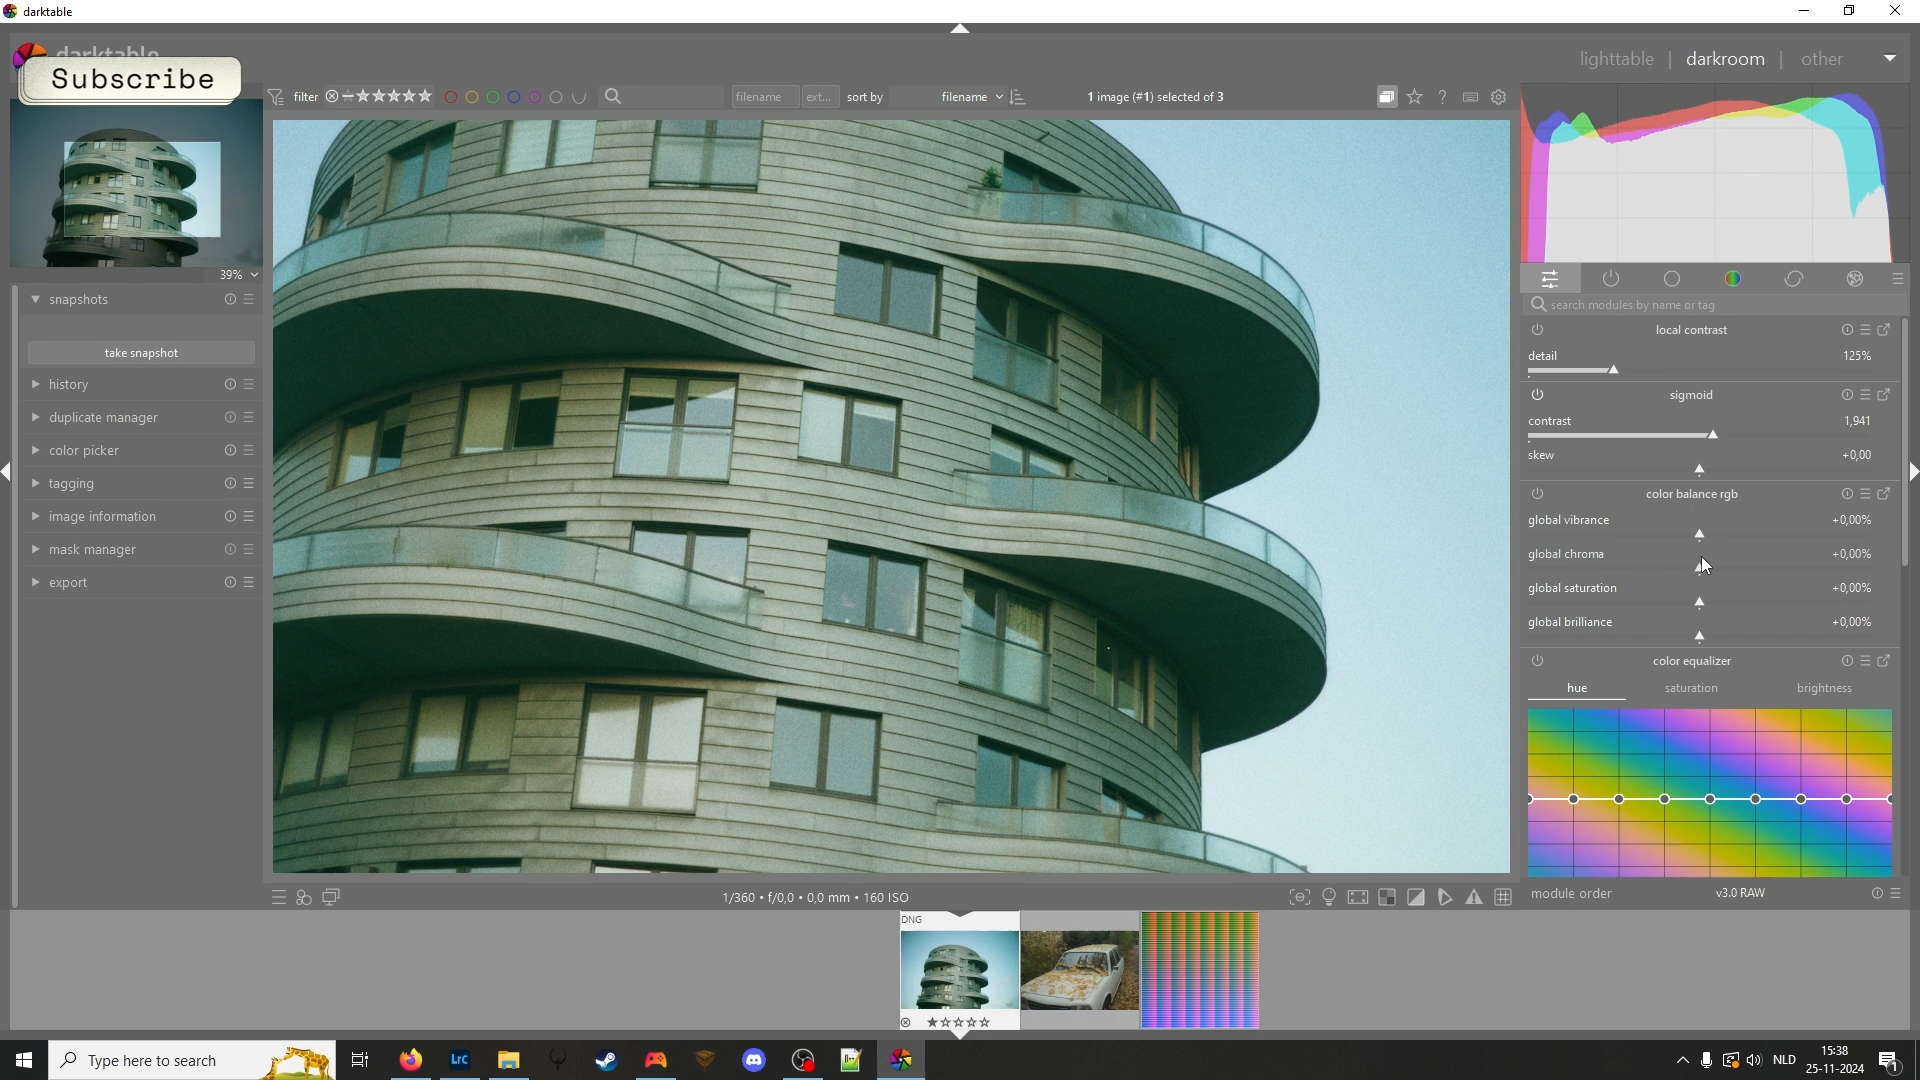 darktable
darktable
Subscribe
lighttable | darkroom | other
filter
filename
ext...
sort by
filename
1 image (#1) selected of 3
39%
snapshots
take snapshot
history
duplicate manager
color picker
tagging
image information
mask manager
export
search modules by name or tag
local contrast
detail 125%
sigmoid
contrast 1,941
skew +0,00
color balance rgb
global vibrance +0,00%
global chroma +0,00%
global saturation +0,00%
global brilliance +0,00%
color equalizer
hue saturation brightness
module order v3.0 RAW
1/360 • f/0,0 • 0,0 mm • 160 ISO
DNG
Type here to search
Lrc
NLD
15:38
25-11-2024
1